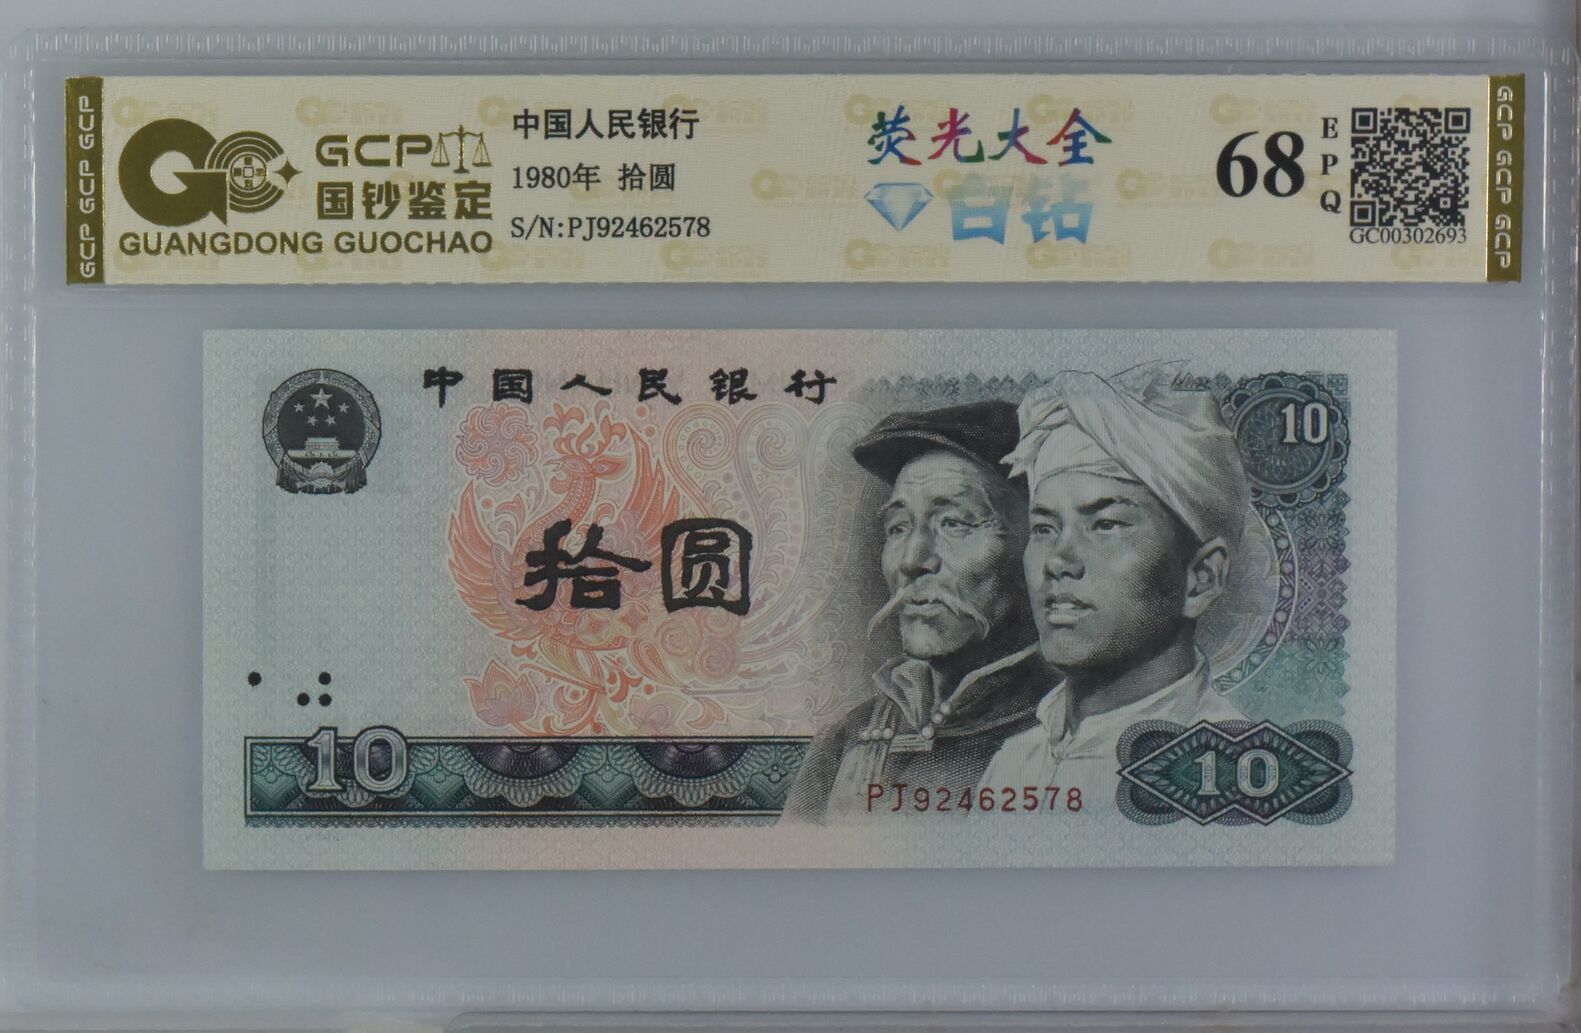 GCP GCP GCP
GCP
国钞鉴定
GUANGDONG GUOCHAO
中国人民银行
1980年 拾圆
S/N:PJ92462578
荧光大全
白钻
68
EPQ
GC00302693
GCP GCP GCP
中国人民银行
10
拾圆
10
PJ92462578
10